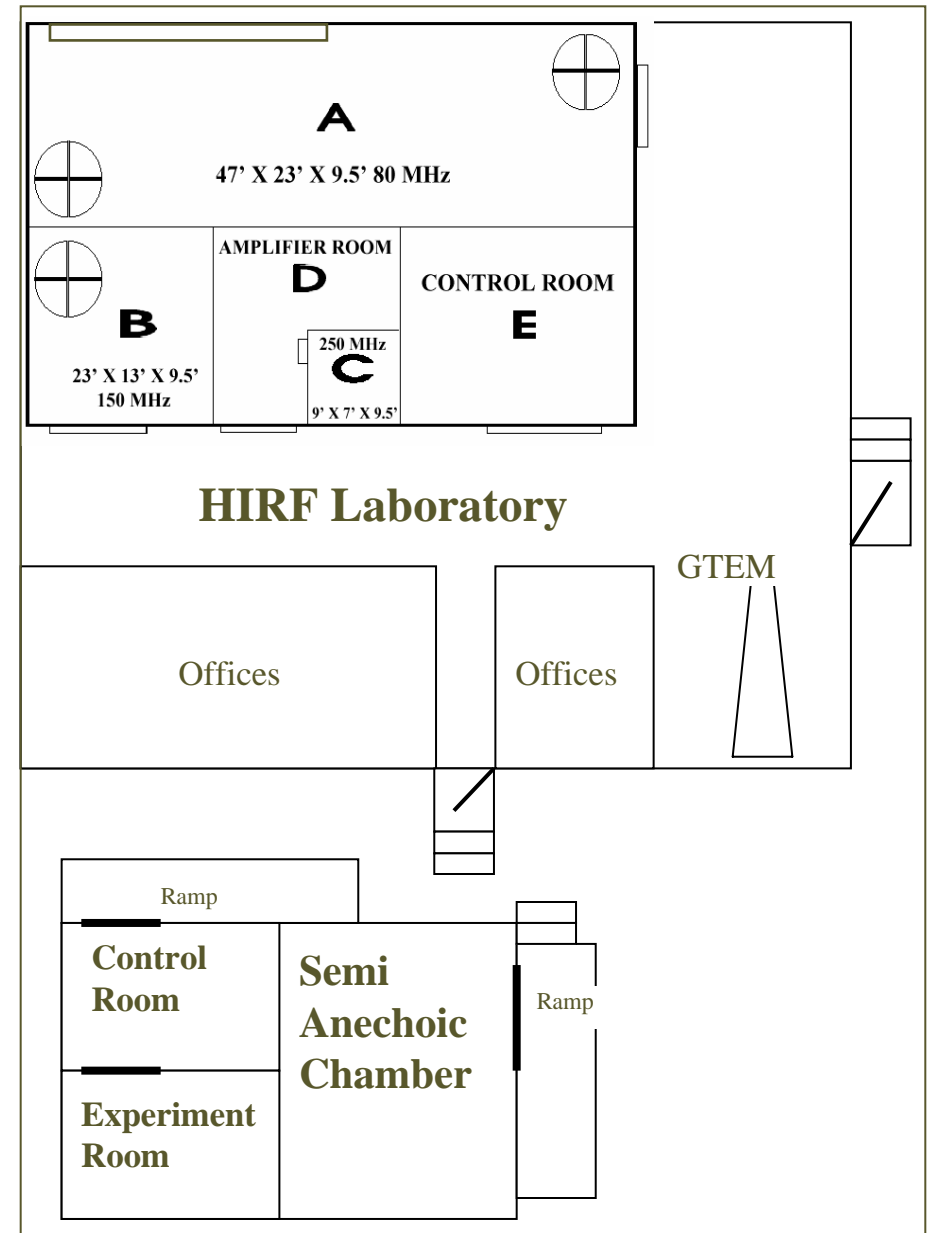 A
47’ X 23’ X 9.5’ 80 MHz
AMPLIFIER ROOM
D
CONTROL ROOM
E
B
23’ X 13’ X 9.5’
150 MHz
250 MHz
C
9’ X 7’ X 9.5’
HIRF Laboratory
GTEM
Offices
Offices
Ramp
Control
Room
Semi
Anechoic
Chamber
Ramp
Experiment
Room